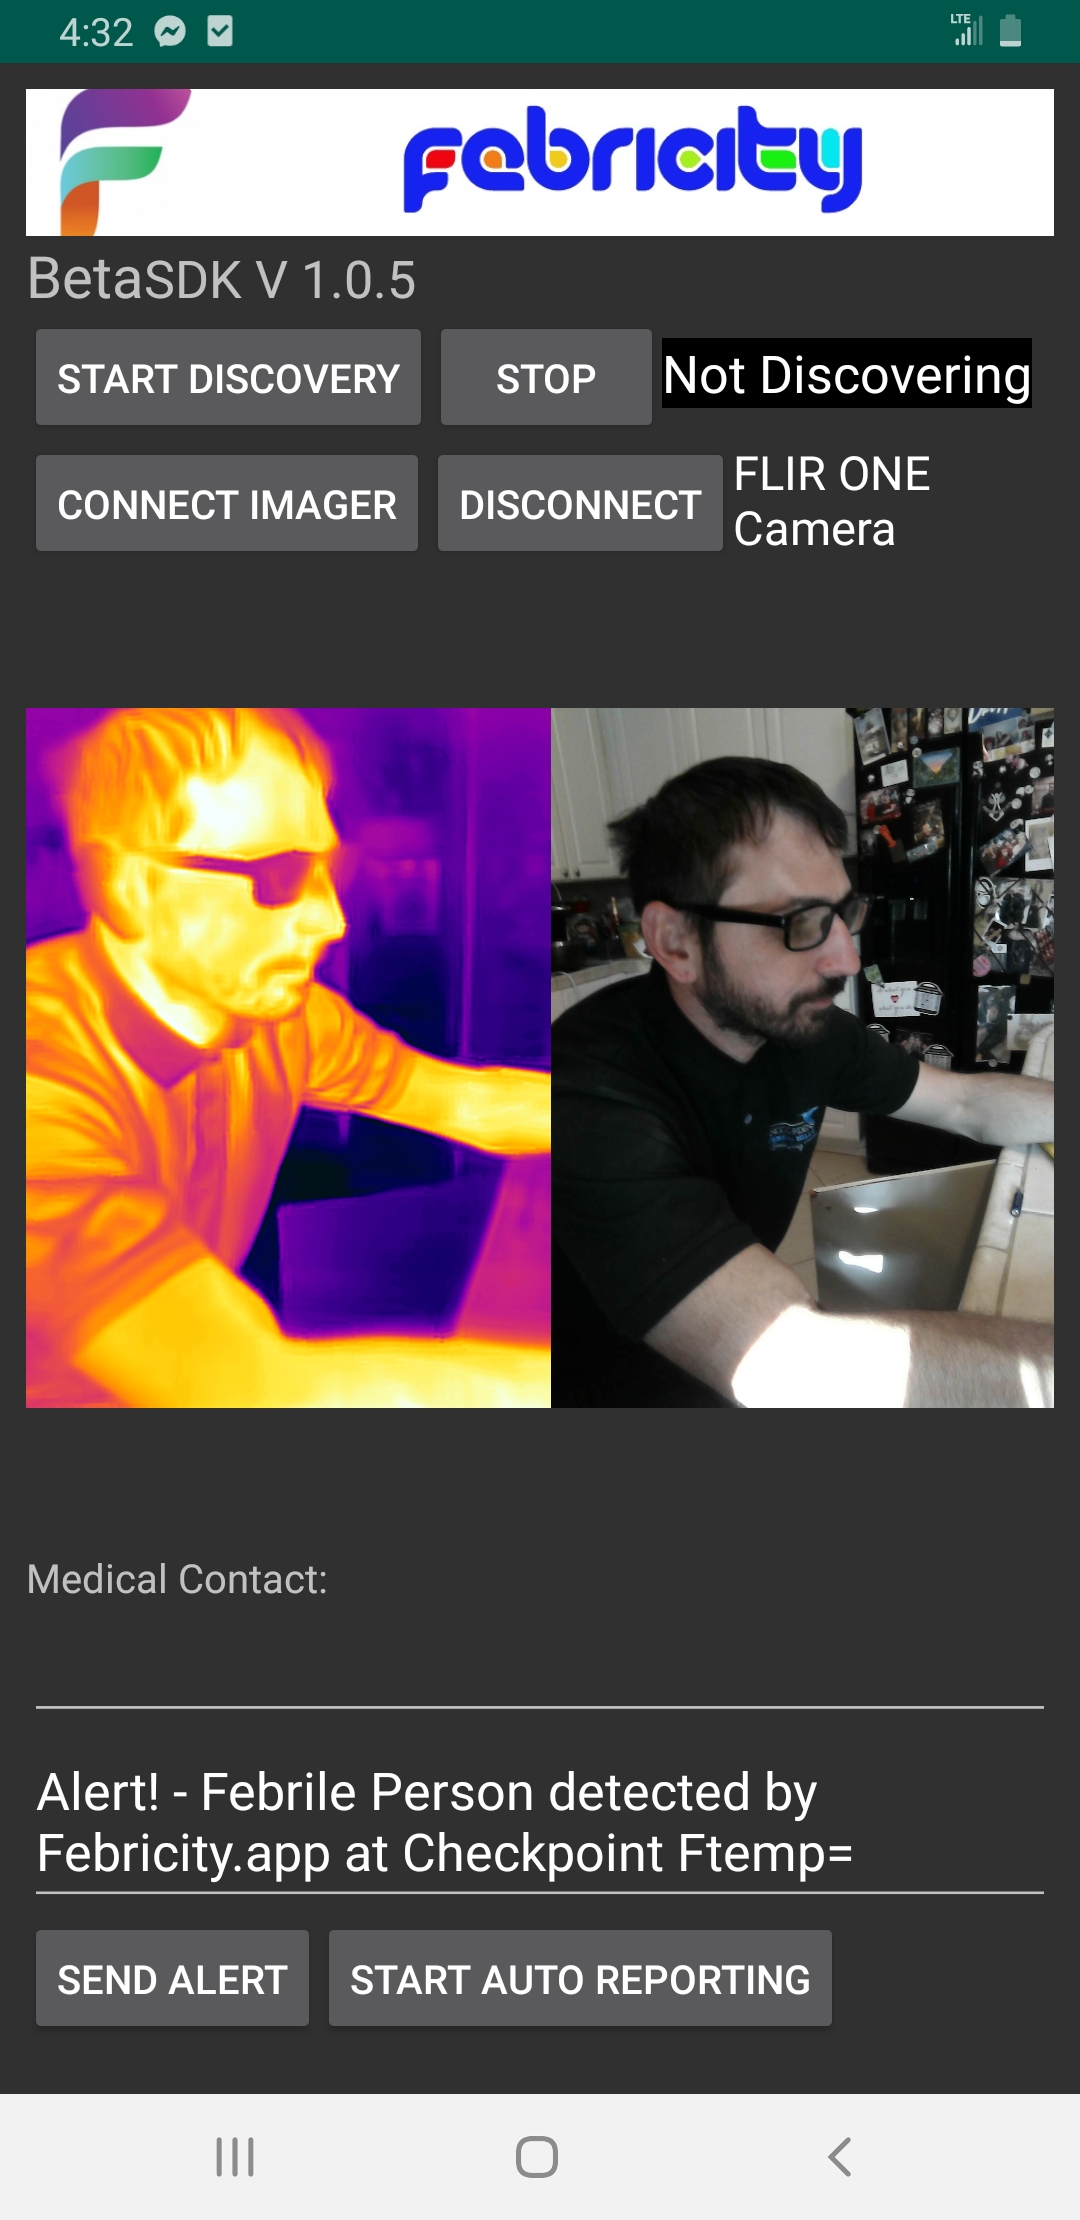 4:32
LTE
febricity
BetaSDK V 1.0.5
START DISCOVERY
STOP
Not Discovering
CONNECT IMAGER
DISCONNECT
FLIR ONE
Camera
Medical Contact:
Alert! - Febrile Person detected by
Febricity.app at Checkpoint Ftemp=
SEND ALERT
START AUTO REPORTING